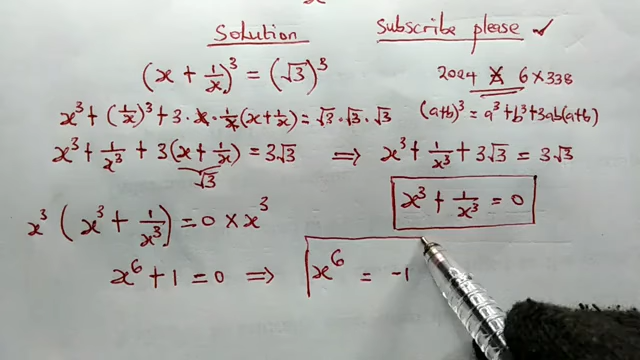 Solution
Subscribe please ✓
(x + 1/x)³ = (√3)³
2024 X 6×338
x³ + (1/x)³ + 3·x·1/x(x+1/x) = √3·√3·√3
(a+b)³ = a³+b³+3ab(a+b)
x³ + 1/x³ + 3(x + 1/x) = 3√3 ⟹ x³ + 1/x³ + 3√3 = 3√3
√3
x³ + 1/x³ = 0
x³ (x³ + 1/x³) = 0 × x³
x⁶ + 1 = 0 ⟹ x⁶ = -1